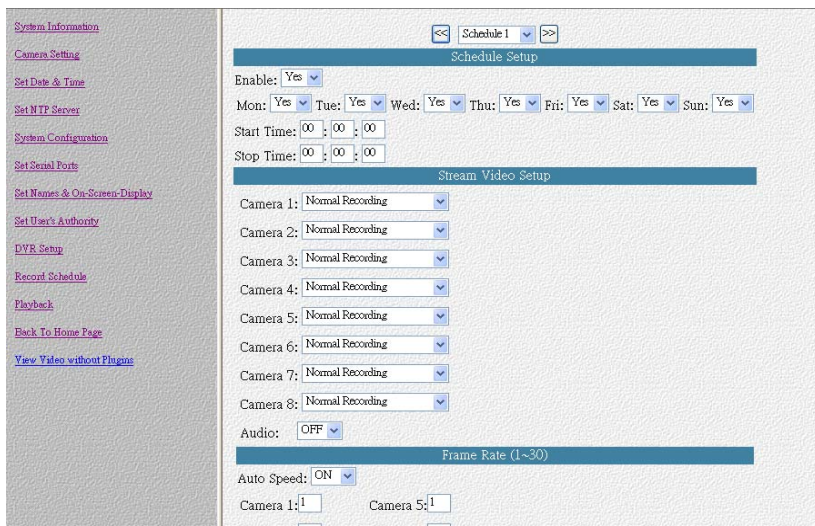 System Information
Camera Setting
Set Date & Time
Set NTP Server
System Configuration
Set Serial Ports
Set Names & On-Screen-Display
Set User's Authority
DVR Setup
Record Schedule
Playback
Back To Home Page
View Video without Plugins
<< Schedule 1 >>
Schedule Setup
Enable: Yes
Mon: Yes Tue: Yes Wed: Yes Thu: Yes Fri: Yes Sat: Yes Sun: Yes
Start Time: 00 : 00 : 00
Stop Time: 00 : 00 : 00
Stream Video Setup
Camera 1: Normal Recording
Camera 2: Normal Recording
Camera 3: Normal Recording
Camera 4: Normal Recording
Camera 5: Normal Recording
Camera 6: Normal Recording
Camera 7: Normal Recording
Camera 8: Normal Recording
Audio: OFF
Frame Rate (1~30)
Auto Speed: ON
Camera 1: 1 Camera 5: 1